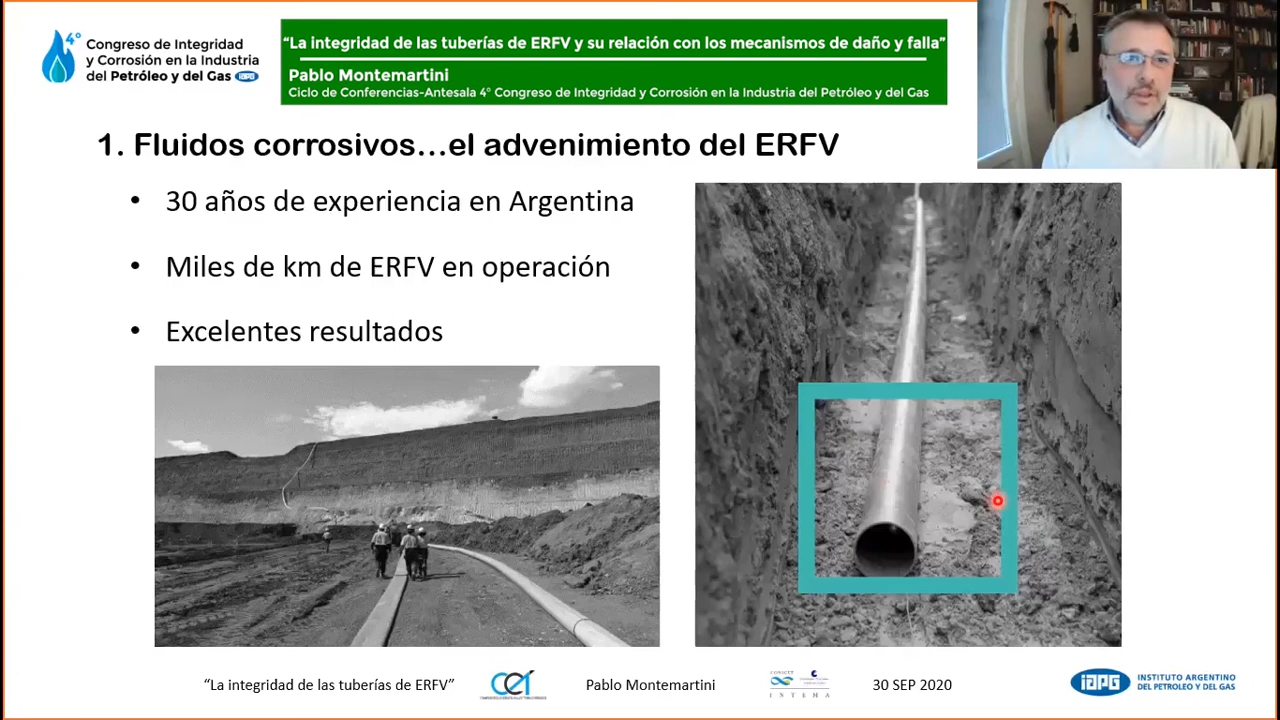 4°
Congreso de Integridad
y Corrosión en la Industria
del Petróleo y del Gas iapg
“La integridad de las tuberías de ERFV y su relación con los mecanismos de daño y falla”
Pablo Montemartini
Ciclo de Conferencias-Antesala 4° Congreso de Integridad y Corrosión en la Industria del Petróleo y del Gas
1. Fluidos corrosivos...el advenimiento del ERFV
• 30 años de experiencia en Argentina
• Miles de km de ERFV en operación
• Excelentes resultados
“La integridad de las tuberías de ERFV”
Pablo Montemartini
CONICET
INTEMA
30 SEP 2020
iapg
INSTITUTO ARGENTINO
DEL PETROLEO Y DEL GAS